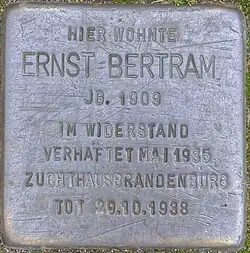 HIER WOHNTE
ERNST BERTRAM
JG. 1909
IM WIDERSTAND
VERHAFTET MAI 1935
ZUCHTHAUS BRANDENBURG
TOT 29.10.1938